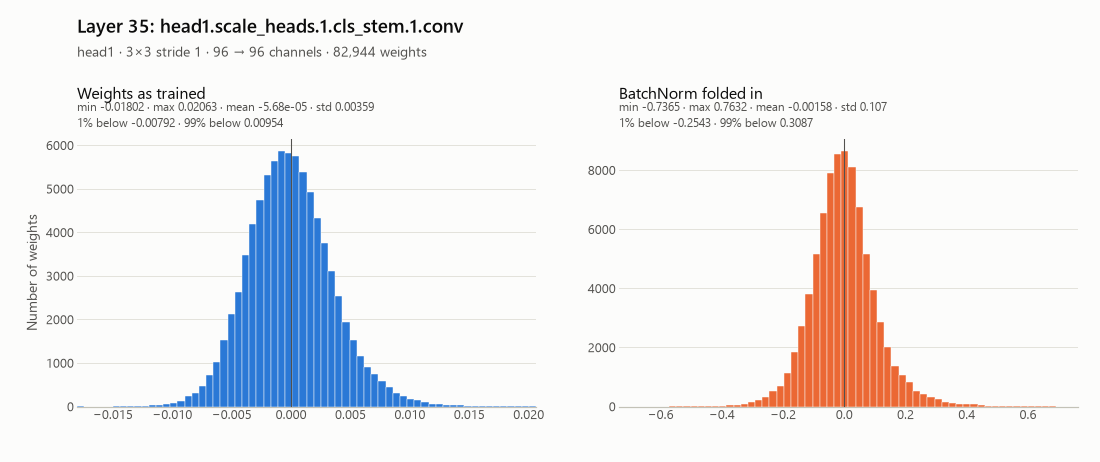 Layer 35: head1.scale_heads.1.cls_stem.1.conv
head1 · 3×3 stride 1 · 96 → 96 channels · 82,944 weights
Weights as trained
min -0.01802 · max 0.02063 · mean -5.68e-05 · std 0.00359
1% below -0.00792 · 99% below 0.00954
Number of weights
6000
5000
4000
3000
2000
1000
0
−0.015 −0.010 −0.005 0.000 0.005 0.010 0.015 0.020
BatchNorm folded in
min -0.7365 · max 0.7632 · mean -0.00158 · std 0.107
1% below -0.2543 · 99% below 0.3087
8000
6000
4000
2000
0
−0.6 −0.4 −0.2 0.0 0.2 0.4 0.6